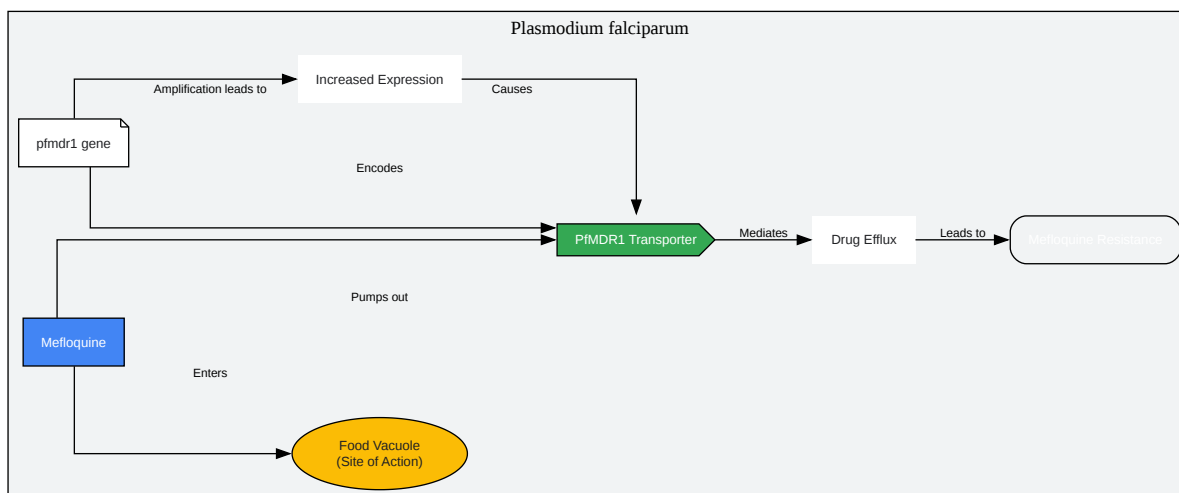 Plasmodium falciparum
Increased Expression
Amplification leads to
Causes
pfmdr1 gene
Encodes
PfMDR1 Transporter
Mediates
Drug Efflux
Leads to
Mefloquine Resistance
Pumps out
Mefloquine
Enters
Food Vacuole
(Site of Action)